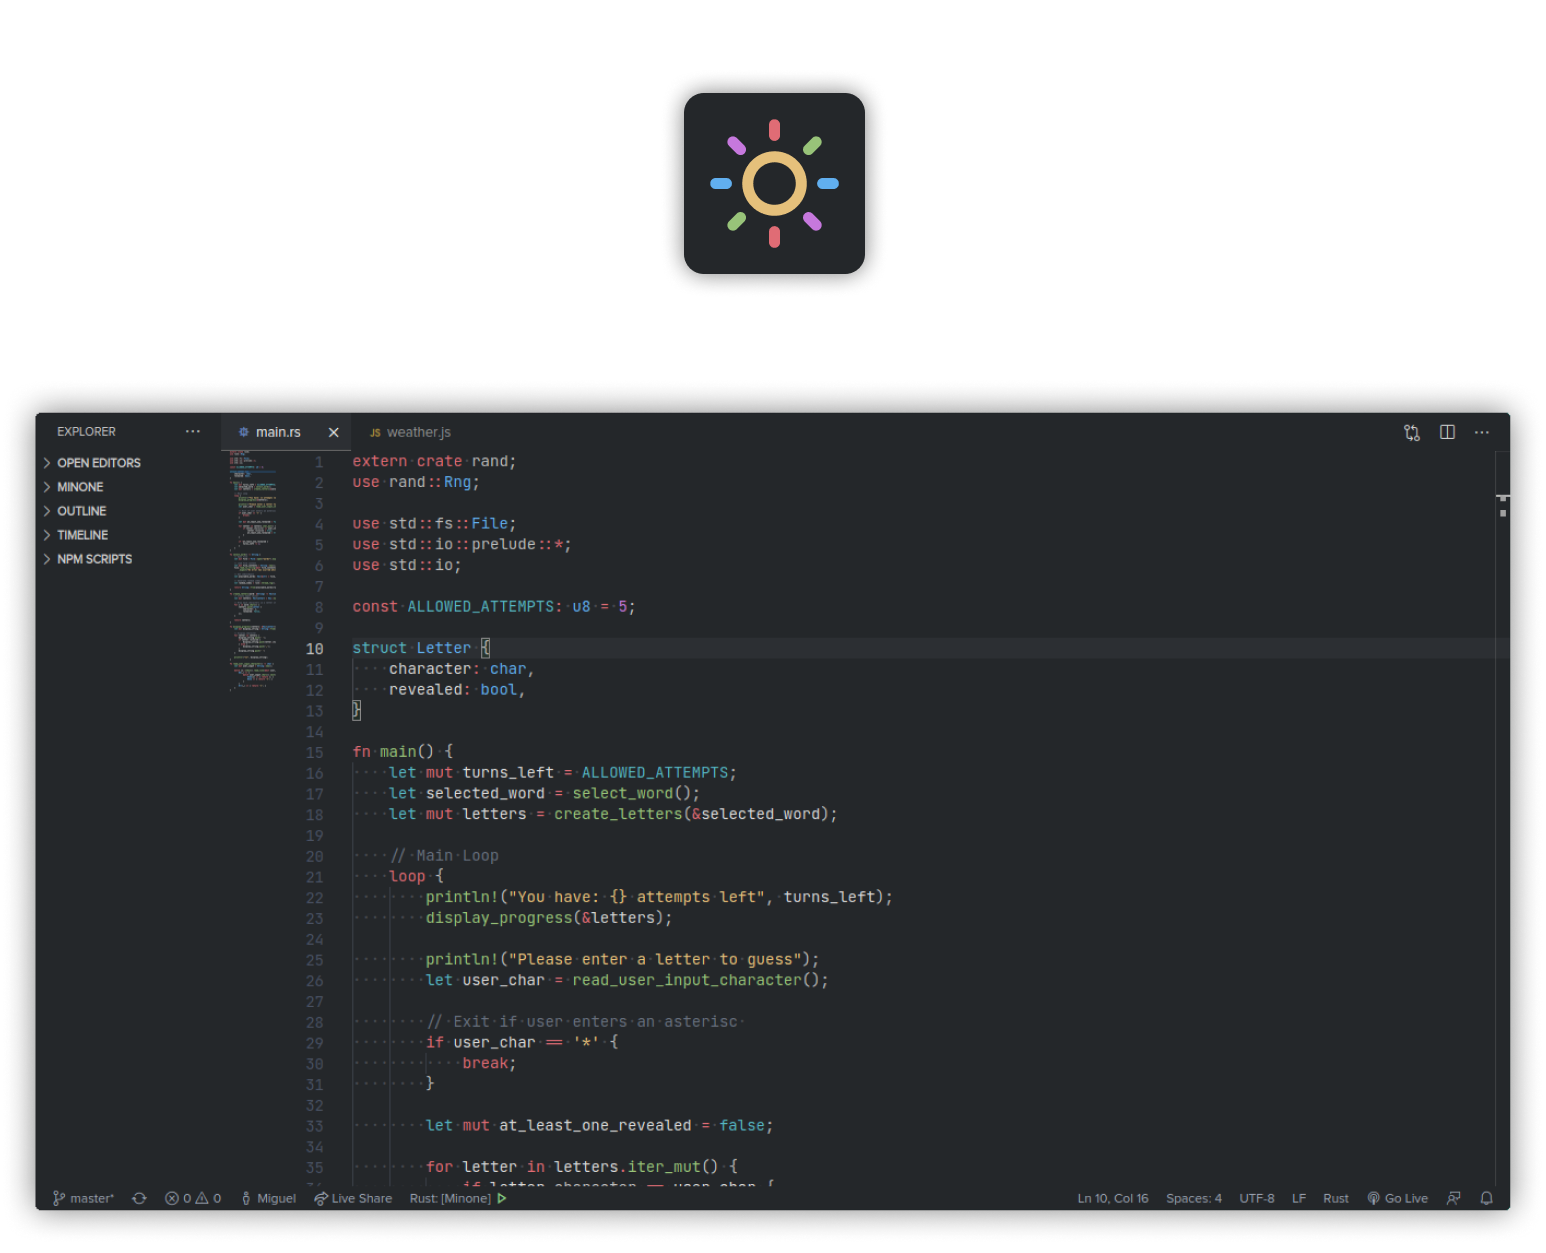 EXPLORER ···
OPEN EDITORS
MINONE
OUTLINE
TIMELINE
NPM SCRIPTS
main.rs
JS weather.js
1 extern crate rand;
2 use rand::Rng;
3
4 use std::fs::File;
5 use std::io::prelude::*;
6 use std::io;
7
8 const ALLOWED_ATTEMPTS: u8 = 5;
9
10 struct Letter {
11 character: char,
12 revealed: bool,
13 }
14
15 fn main() {
16 let mut turns_left = ALLOWED_ATTEMPTS;
17 let selected_word = select_word();
18 let mut letters = create_letters(&selected_word);
19
20 // Main Loop
21 loop {
22 println!("You have: {} attempts left", turns_left);
23 display_progress(&letters);
24
25 println!("Please enter a letter to guess");
26 let user_char = read_user_input_character();
27
28 // Exit if user enters an asterisc
29 if user_char == '*' {
30 break;
31 }
32
33 let mut at_least_one_revealed = false;
34
35 for letter in letters.iter_mut() {
if letter.character == user_char {
master* 0 0 Miguel Live Share Rust: [Minone] Ln 10, Col 16 Spaces: 4 UTF-8 LF Rust Go Live